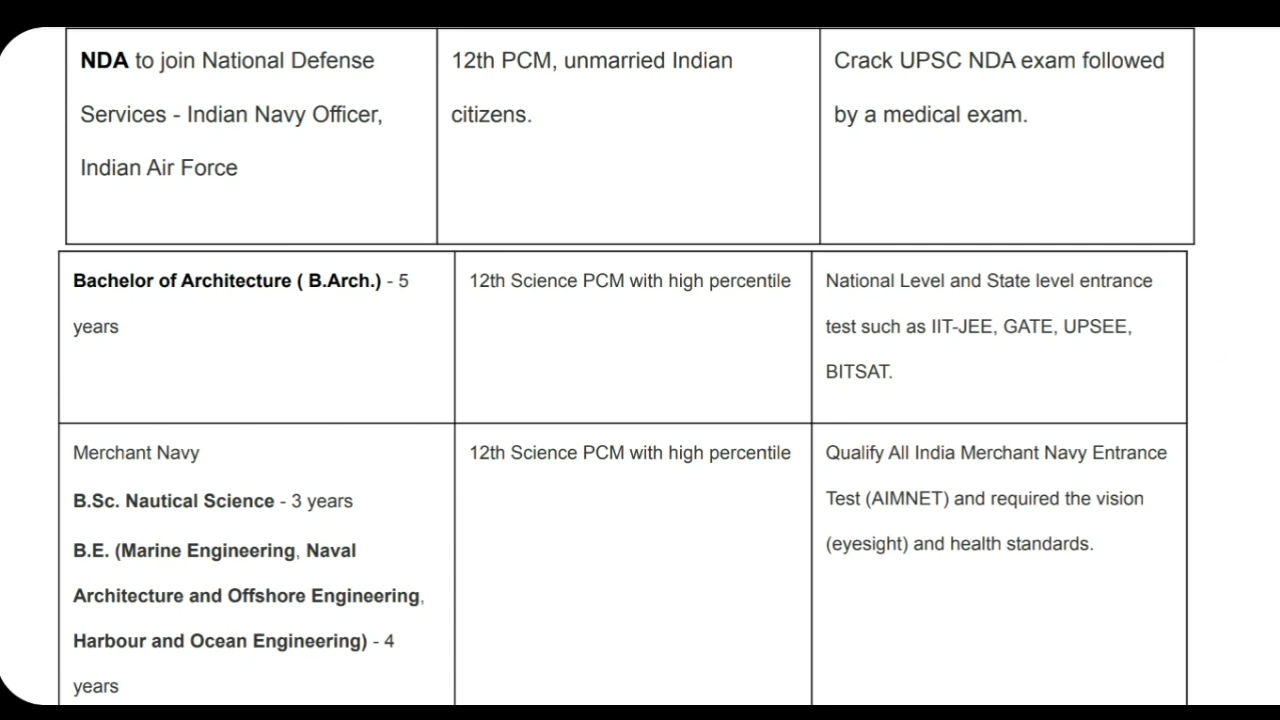 NDA to join National Defense
Services - Indian Navy Officer,
Indian Air Force
12th PCM, unmarried Indian
citizens.
Crack UPSC NDA exam followed
by a medical exam.
Bachelor of Architecture ( B.Arch.) - 5
years
12th Science PCM with high percentile
National Level and State level entrance
test such as IIT-JEE, GATE, UPSEE,
BITSAT.
Merchant Navy
B.Sc. Nautical Science - 3 years
B.E. (Marine Engineering, Naval
Architecture and Offshore Engineering,
Harbour and Ocean Engineering) - 4
years
12th Science PCM with high percentile
Qualify All India Merchant Navy Entrance
Test (AIMNET) and required the vision
(eyesight) and health standards.